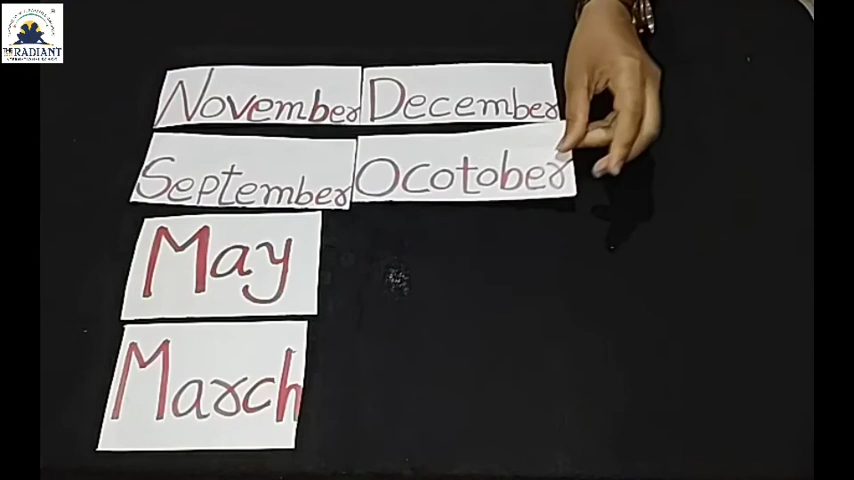 THE
RADIANT
November December
September Ocotober
May
March